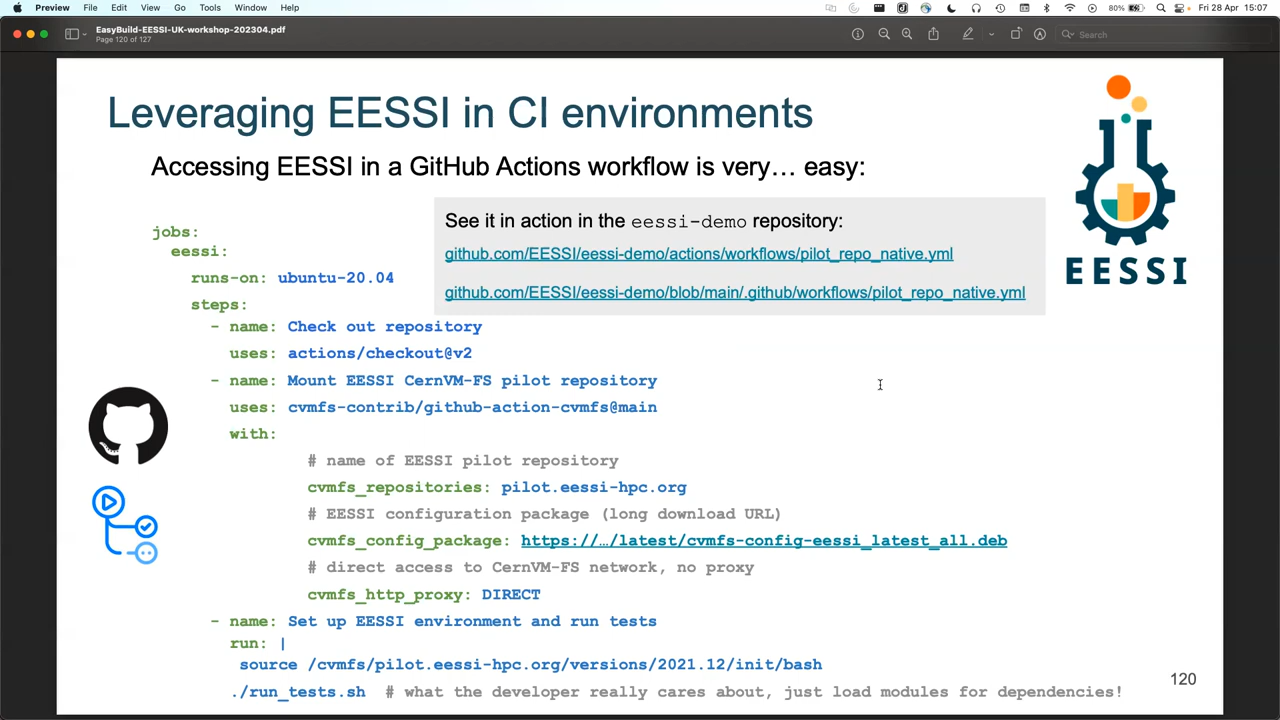 Preview File Edit View Go Tools Window Help
80% Fri 28 Apr 15:07
EasyBuild-EESSI-UK-workshop-202304.pdf
Page 120 of 127
Search
Leveraging EESSI in CI environments
Accessing EESSI in a GitHub Actions workflow is very… easy:
See it in action in the eessi-demo repository:
github.com/EESSI/eessi-demo/actions/workflows/pilot_repo_native.yml
github.com/EESSI/eessi-demo/blob/main/.github/workflows/pilot_repo_native.yml
EESSI
jobs:
eessi:
runs-on: ubuntu-20.04
steps:
- name: Check out repository
uses: actions/checkout@v2
- name: Mount EESSI CernVM-FS pilot repository
uses: cvmfs-contrib/github-action-cvmfs@main
with:
# name of EESSI pilot repository
cvmfs_repositories: pilot.eessi-hpc.org
# EESSI configuration package (long download URL)
cvmfs_config_package: https://…/latest/cvmfs-config-eessi_latest_all.deb
# direct access to CernVM-FS network, no proxy
cvmfs_http_proxy: DIRECT
- name: Set up EESSI environment and run tests
run: |
source /cvmfs/pilot.eessi-hpc.org/versions/2021.12/init/bash
./run_tests.sh # what the developer really cares about, just load modules for dependencies!
120